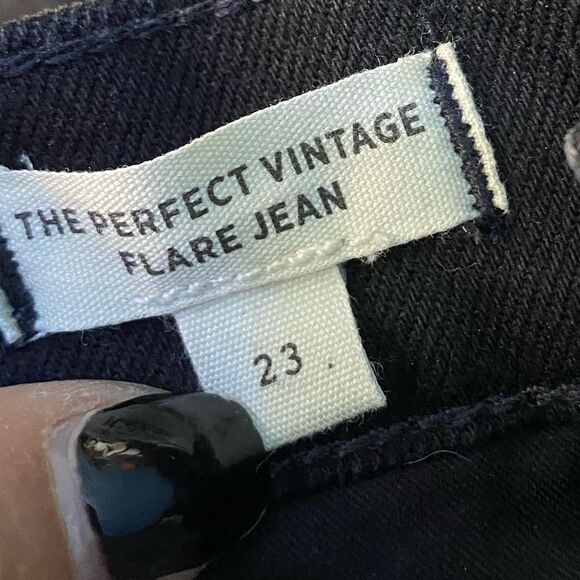 THE PERFECT VINTAGE
FLARE JEAN
23